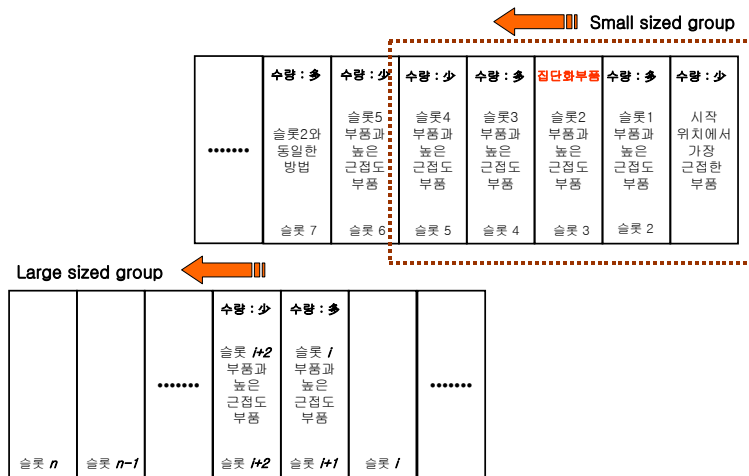 Small sized group
수량 : 多
수량 : 少
수량 : 少
수량 : 多
집단화부품
수량 : 多
수량 : 少
•••••••
슬롯2와
동일한
방법
슬롯 7
슬롯5
부품과
높은
근접도
부품
슬롯 6
슬롯4
부품과
높은
근접도
부품
슬롯 5
슬롯3
부품과
높은
근접도
부품
슬롯 4
슬롯2
부품과
높은
근접도
부품
슬롯 3
슬롯1
부품과
높은
근접도
부품
슬롯 2
시작
위치에서
가장
근접한
부품
Large sized group
슬롯 n
슬롯 n-1
•••••••
수량 : 少
슬롯 i+2
부품과
높은
근접도
부품
슬롯 i+2
수량 : 多
슬롯 i
부품과
높은
근접도
부품
슬롯 i+1
슬롯 i
•••••••